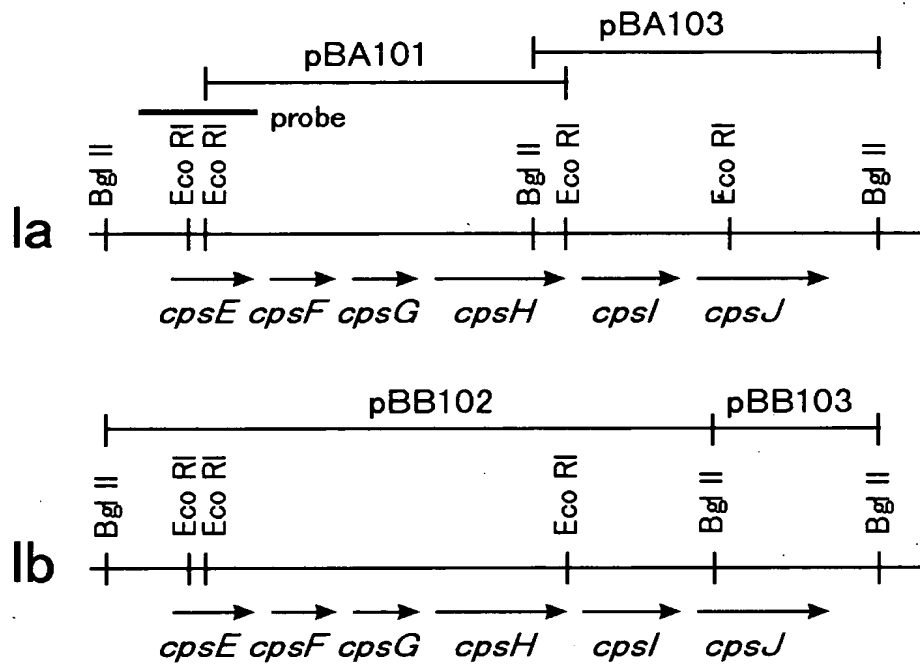 pBA103
pBA101
probe
Bgl II
Eco RI
Eco RI
Bgl II
Eco RI
Eco RI
Bgl II
Ia
cpsE cpsF cpsG cpsH cpsI cpsJ
pBB102 pBB103
Bgl II
Eco RI
Eco RI
Eco RI
Bgl II
Bgl II
Ib
cpsE cpsF cpsG cpsH cpsI cpsJ